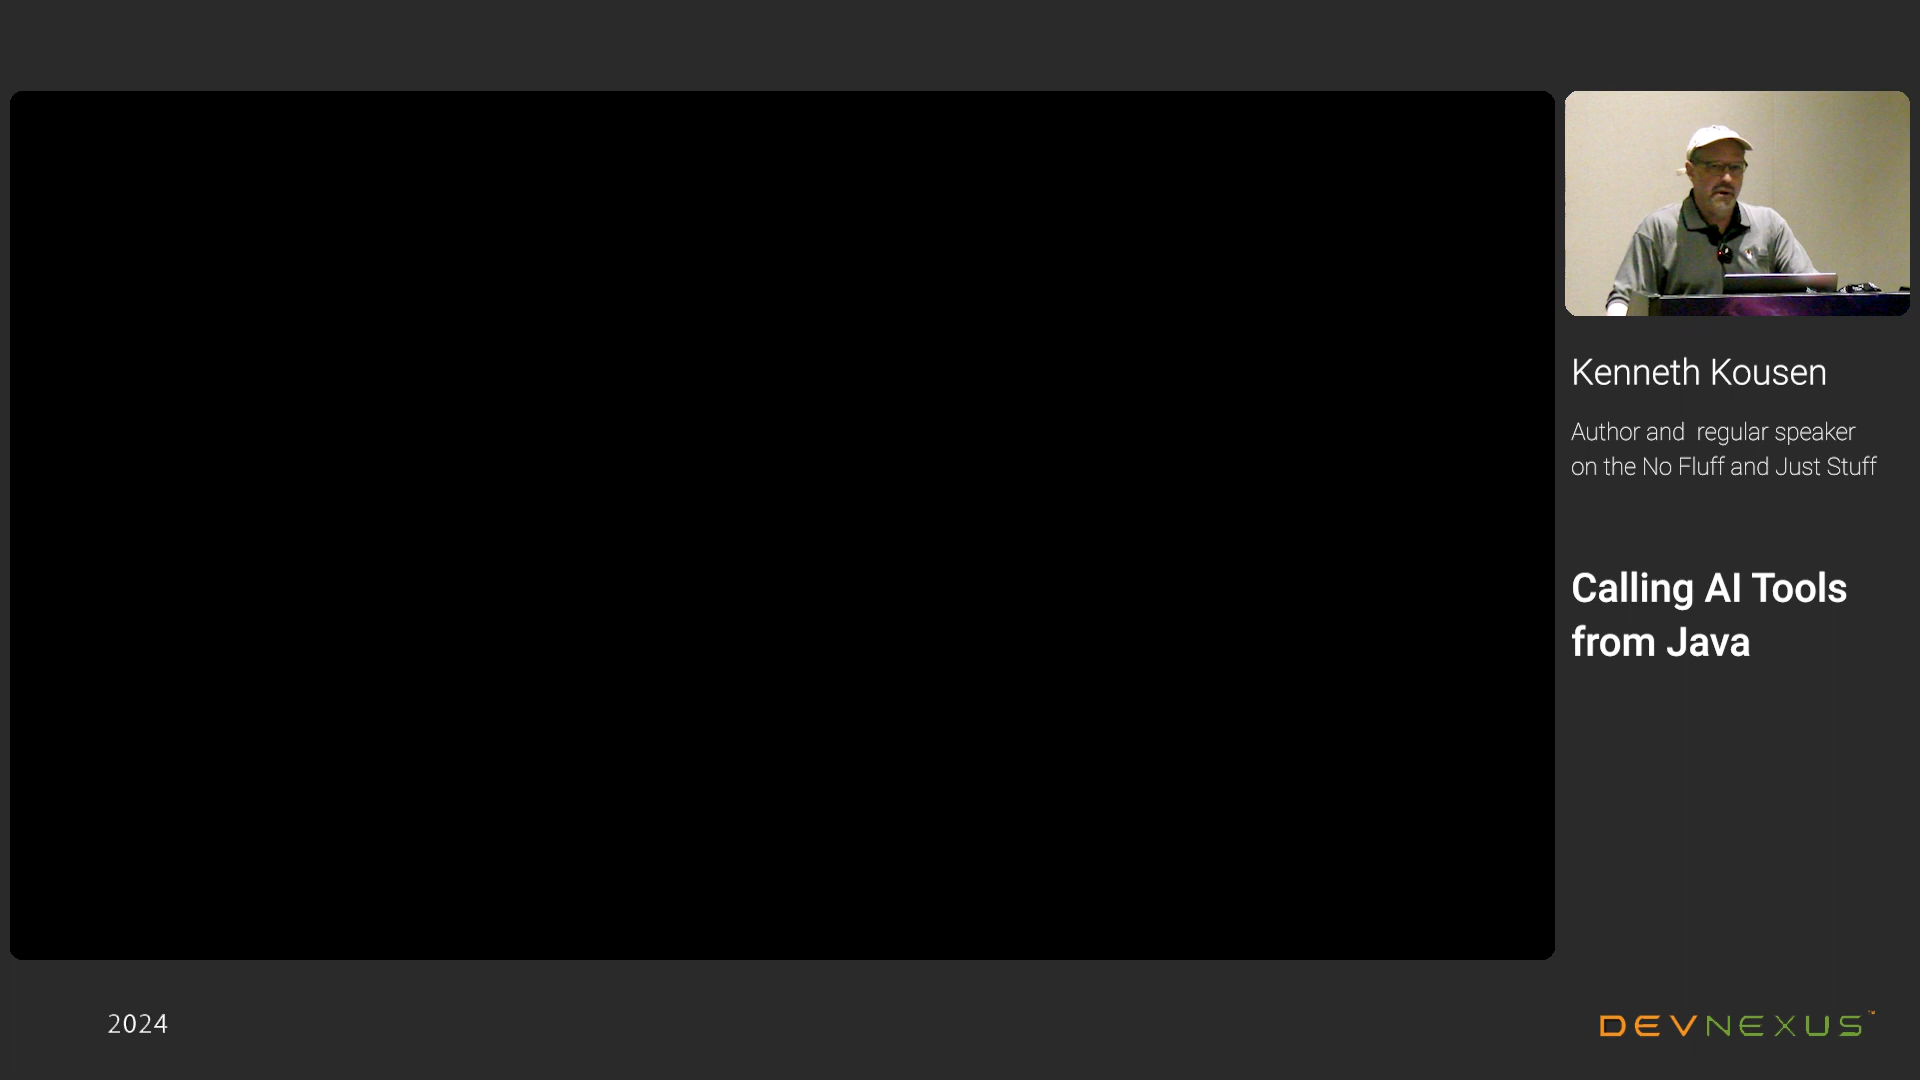 Kenneth Kousen
Author and  regular speaker
on the No Fluff and Just Stuff
Calling AI Tools
from Java
2024
DEVNEXUS™